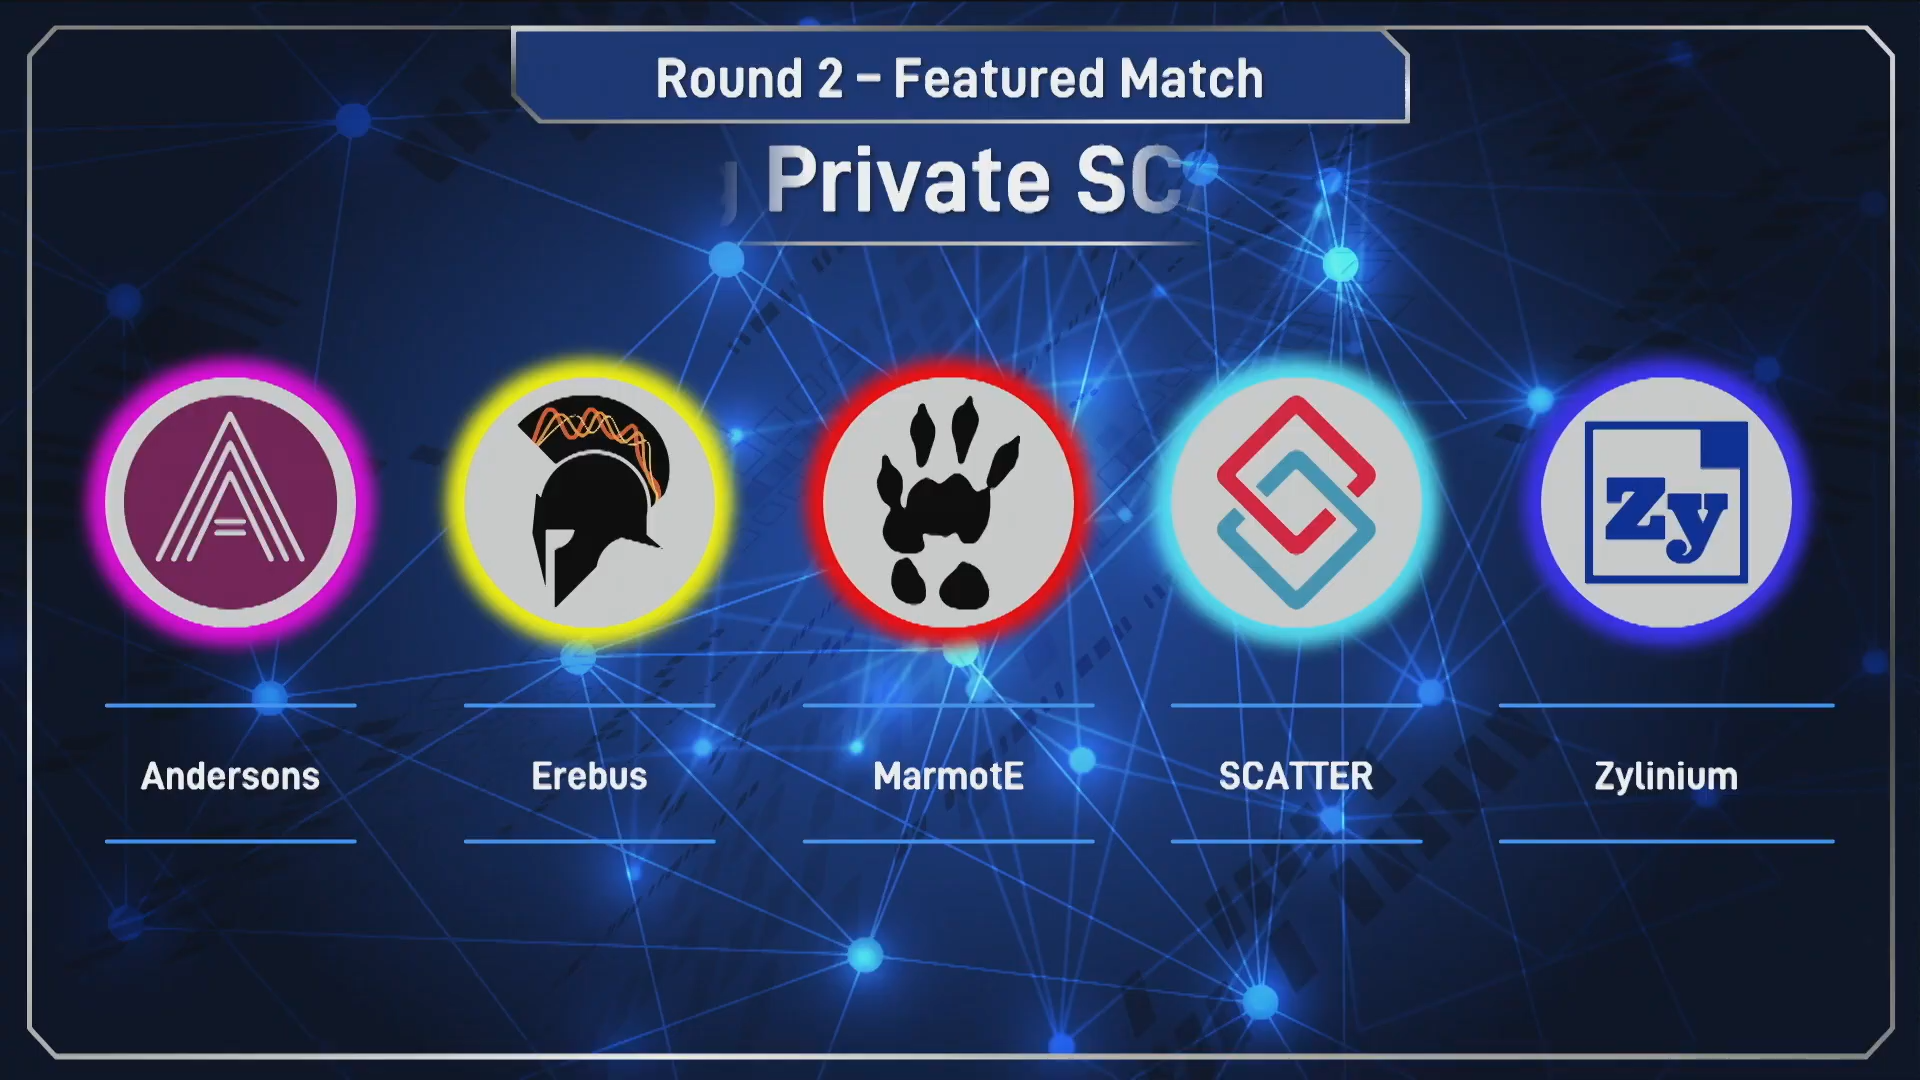 Round 2 – Featured Match
Private SC
Zy
Andersons
Erebus
MarmotE
SCATTER
Zylinium